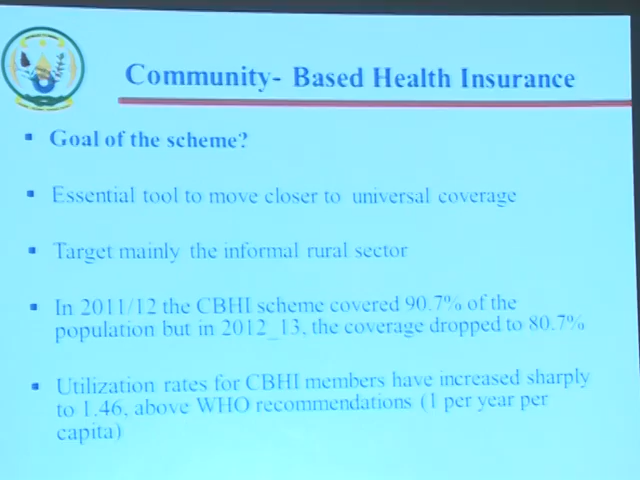 Community- Based Health Insurance
Goal of the scheme?
Essential tool to move closer to universal coverage
Target mainly the informal rural sector
In 2011/12 the CBHI scheme covered 90.7% of the
population but in 2012_13, the coverage dropped to 80.7%
Utilization rates for CBHI members have increased sharply
to 1.46, above WHO recommendations (1 per year per
capita)